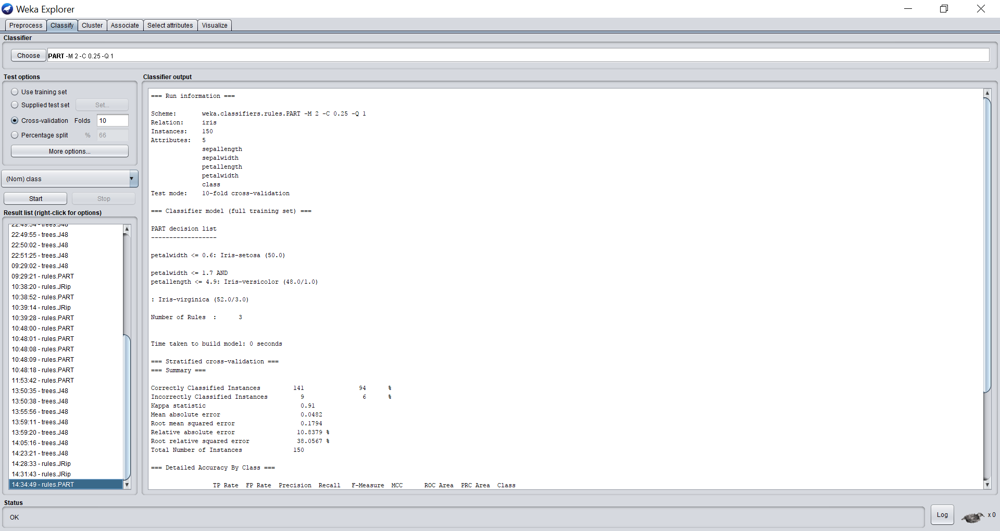 Weka Explorer
Preprocess Classify Cluster Associate Select attributes Visualize
Classifier
Choose PART -M 2 -C 0.25 -Q 1
Test options
Use training set
Supplied test set Set...
Cross-validation Folds 10
Percentage split % 66
More options...
(Nom) class
Start Stop
Result list (right-click for options)
22:49:54 - trees.J48
22:49:55 - trees.J48
22:50:02 - trees.J48
22:51:25 - trees.J48
09:29:02 - trees.J48
09:29:21 - rules.PART
10:38:20 - rules.JRip
10:38:52 - rules.PART
10:39:14 - rules.JRip
10:39:28 - rules.PART
10:48:00 - rules.PART
10:48:01 - rules.PART
10:48:08 - rules.PART
10:48:09 - rules.PART
10:48:18 - rules.PART
11:53:42 - rules.PART
13:50:35 - trees.J48
13:50:38 - trees.J48
13:55:56 - trees.J48
13:59:11 - trees.J48
13:59:20 - trees.J48
14:05:16 - trees.J48
14:23:21 - trees.J48
14:28:33 - rules.JRip
14:31:43 - rules.JRip
14:34:49 - rules.PART
Classifier output
=== Run information ===
Scheme: weka.classifiers.rules.PART -M 2 -C 0.25 -Q 1
Relation: iris
Instances: 150
Attributes: 5
sepallength
sepalwidth
petallength
petalwidth
class
Test mode: 10-fold cross-validation
=== Classifier model (full training set) ===
PART decision list
------------------
petalwidth <= 0.6: Iris-setosa (50.0)
petalwidth <= 1.7 AND
petallength <= 4.9: Iris-versicolor (48.0/1.0)
: Iris-virginica (52.0/3.0)
Number of Rules : 3
Time taken to build model: 0 seconds
=== Stratified cross-validation ===
=== Summary ===
Correctly Classified Instances 141 94 %
Incorrectly Classified Instances 9 6 %
Kappa statistic 0.91
Mean absolute error 0.0482
Root mean squared error 0.1794
Relative absolute error 10.8379 %
Root relative squared error 38.0567 %
Total Number of Instances 150
=== Detailed Accuracy By Class ===
TP Rate FP Rate Precision Recall F-Measure MCC ROC Area PRC Area Class
Status
OK
Log x 0